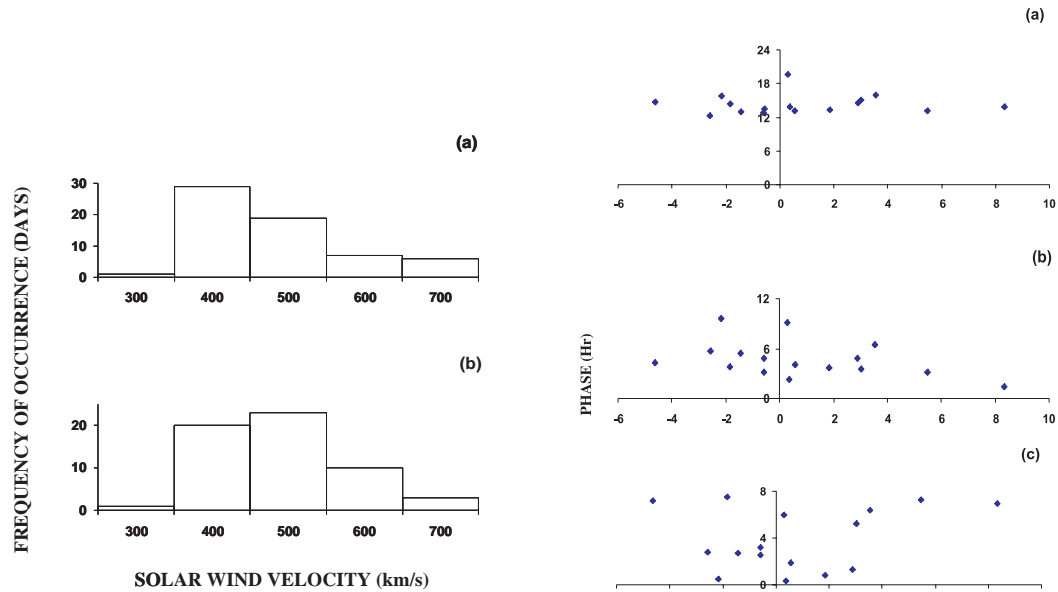 (a)
FREQUENCY OF OCCURRENCE (DAYS)
30
20
10
0
300 400 500 600 700
(b)
20
10
0
300 400 500 600 700
SOLAR WIND VELOCITY (km/s)
(a)
24
18
12
6
0
-6 -4 -2 0 2 4 6 8 10
(b)
PHASE (Hr)
12
6
0
-6 -4 -2 0 2 4 6 8 10
(c)
8
4
0